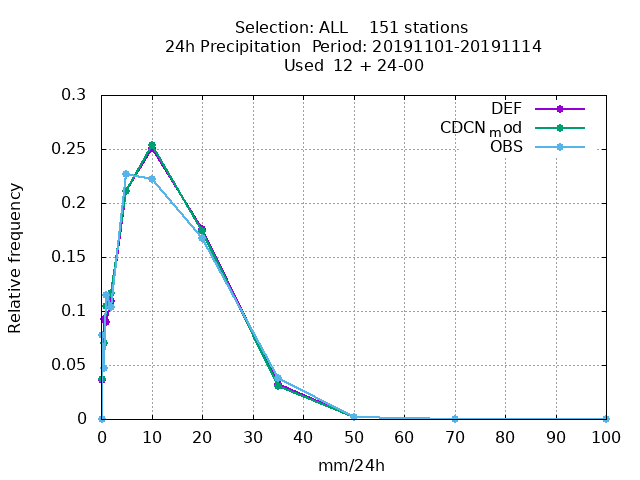 Selection: ALL    151 stations
24h Precipitation  Period: 20191101-20191114
Used  12 + 24-00
0.3
0.25
0.2
0.15
0.1
0.05
0
DEF
CDCN_mod
OBS
Relative frequency
0 10 20 30 40 50 60 70 80 90 100
mm/24h